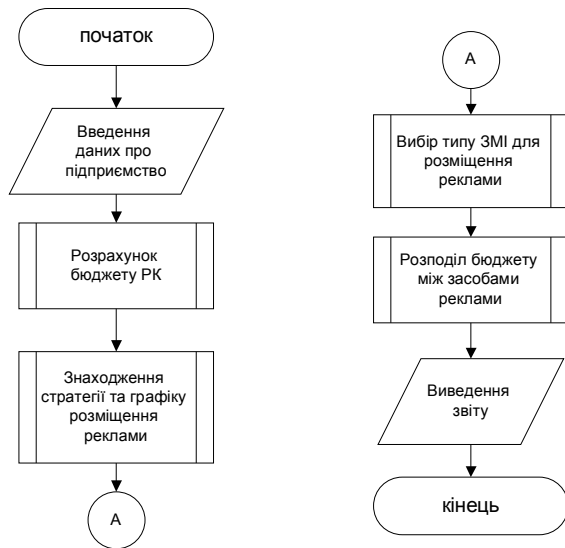 початок
Введення
даних про
підприємство
Розрахунок
бюджету РК
Знаходження
стратегії та графіку
розміщення
реклами
А
А
Вибір типу ЗМІ для
розміщення
реклами
Розподіл бюджету
між засобами
реклами
Виведення
звіту
кінець